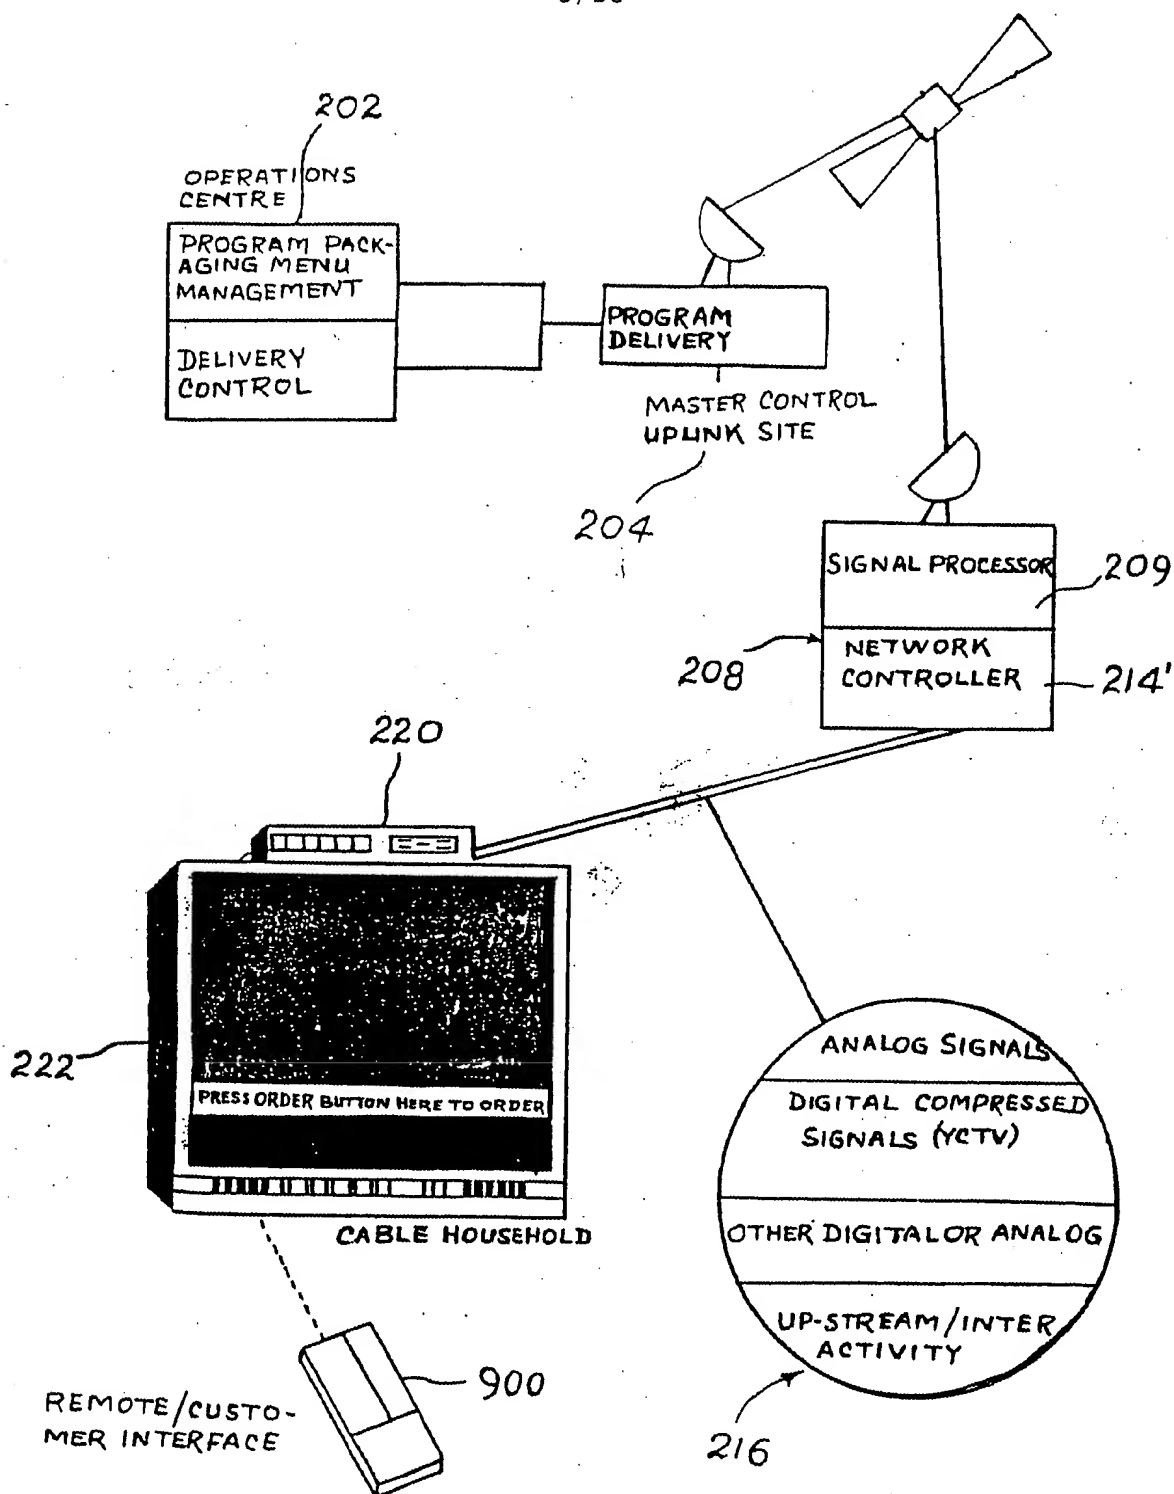 202
OPERATIONS
CENTRE
PROGRAM PACK-
AGING MENU
MANAGEMENT
DELIVERY
CONTROL
PROGRAM
DELIVERY
MASTER CONTROL
UPLINK SITE
204
SIGNAL PROCESSOR
209
208
NETWORK
CONTROLLER
214'
220
222
PRESS ORDER BUTTON HERE TO ORDER
CABLE HOUSEHOLD
ANALOG SIGNALS
DIGITAL COMPRESSED
SIGNALS (YCTV)
OTHER DIGITAL OR ANALOG
UP-STREAM/INTER
ACTIVITY
216
900
REMOTE/CUSTO-
MER INTERFACE